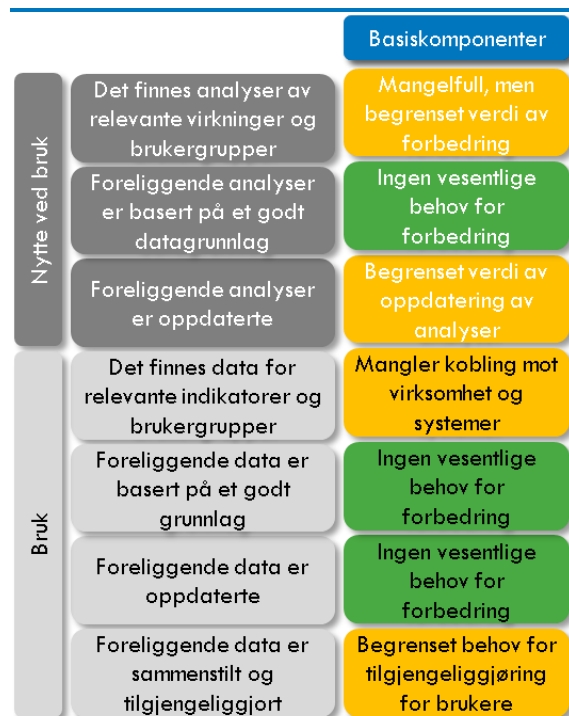 Basiskomponenter
Nytte ved bruk
Det finnes analyser av
relevante virkninger og
brukergrupper
Mangelfull, men
begrenset verdi av
forbedring
Foreliggende analyser
er basert på et godt
datagrunnlag
Ingen vesentlige
behov for
forbedring
Foreliggende analyser
er oppdaterte
Begrenset verdi av
oppdatering av
analyser
Bruk
Det finnes data for
relevante indikatorer og
brukergrupper
Mangler kobling mot
virksomhet og
systemer
Foreliggende data er
basert på et godt
grunnlag
Ingen vesentlige
behov for
forbedring
Foreliggende data er
oppdaterte
Ingen vesentlige
behov for
forbedring
Foreliggende data er
sammenstilt og
tilgjengeliggjort
Begrenset behov for
tilgjengeliggjøring
for brukere